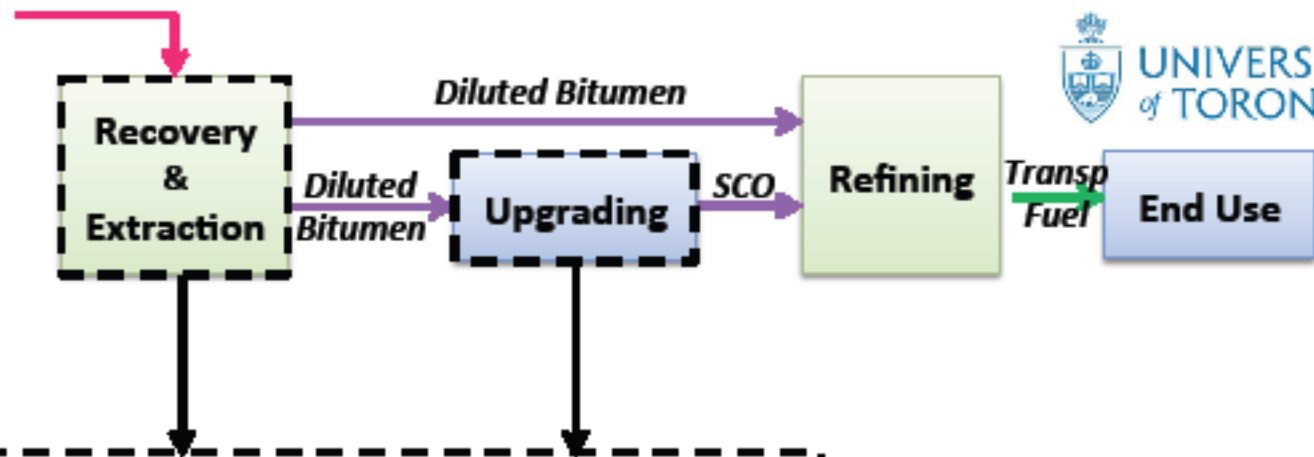 Diluted Bitumen
Recovery
&
Extraction
Diluted
Bitumen
Upgrading
SCO
Refining
Transp
Fuel
End Use
UNIVERS
of TORON